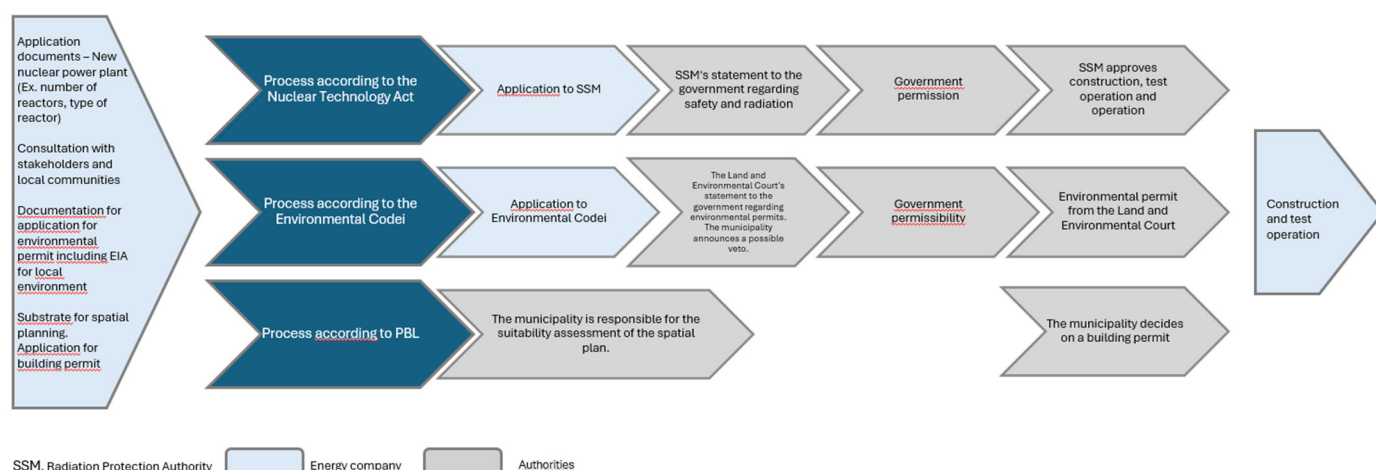 Application
documents – New
nuclear power plant
(Ex. number of
reactors, type of
reactor)
Consultation with
stakeholders and
local communities
Documentation for
application for
environmental
permit including EIA
for local
environment
Substrate for spatial
planning.
Application for
building permit
Process according to the
Nuclear Technology Act
Application to SSM
SSM's statement to the
government regarding
safety and radiation
Government
permission
SSM approves
construction, test
operation and
operation
Process according to the
Environmental Codei
Application to
Environmental Codei
The Land and
Environmental Court's
statement to the
government regarding
environmental permits.
The municipality
announces a possible
veto.
Government
permissibility
Environmental permit
from the Land and
Environmental Court
Construction
and test
operation
Process according to PBL
The municipality is responsible for the
suitability assessment of the spatial
plan.
The municipality decides
on a building permit
SSM. Radiation Protection Authority
Energy company
Authorities